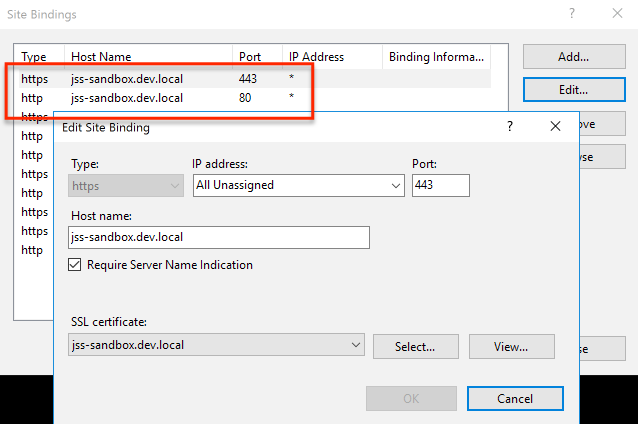 Site Bindings
? ×
Type Host Name Port IP Address Binding Informa...
https jss-sandbox.dev.local 443 *
http jss-sandbox.dev.local 80 *
https
http
http
https
http
https
https
http
Add...
Edit...
Edit Site Binding
? ×
Type: IP address: Port:
https All Unassigned 443
Host name:
jss-sandbox.dev.local
Require Server Name Indication
SSL certificate:
jss-sandbox.dev.local Select... View...
OK Cancel